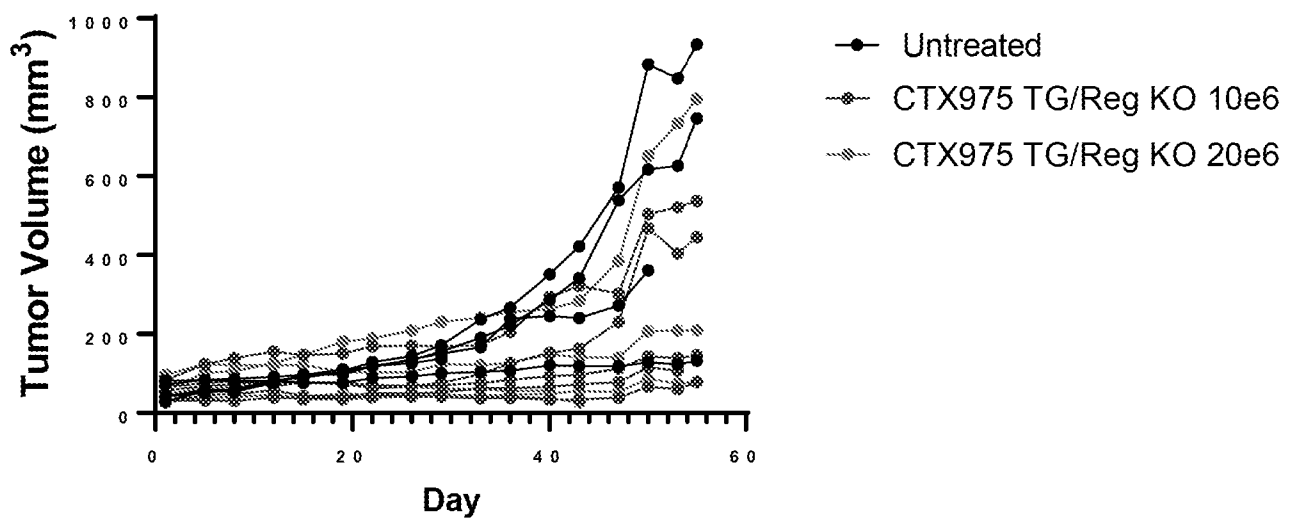 1000
800
600
400
200
0
Tumor Volume (mm³)
0 20 40 60
Day
Untreated
CTX975 TG/Reg KO 10e6
CTX975 TG/Reg KO 20e6